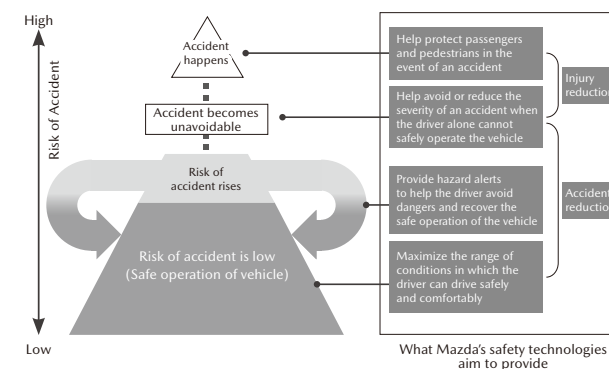 High
Risk of Accident
Low
Accident
happens
Accident becomes
unavoidable
Risk of
accident rises
Risk of accident is low
(Safe operation of vehicle)
Help protect passengers
and pedestrians in the
event of an accident
Help avoid or reduce the
severity of an accident when
the driver alone cannot
safely operate the vehicle
Provide hazard alerts
to help the driver avoid
dangers and recover the
safe operation of the vehicle
Maximize the range of
conditions in which the
driver can drive safely
and comfortably
Injury
reduction
Accident
reduction
What Mazda's safety technologies
aim to provide